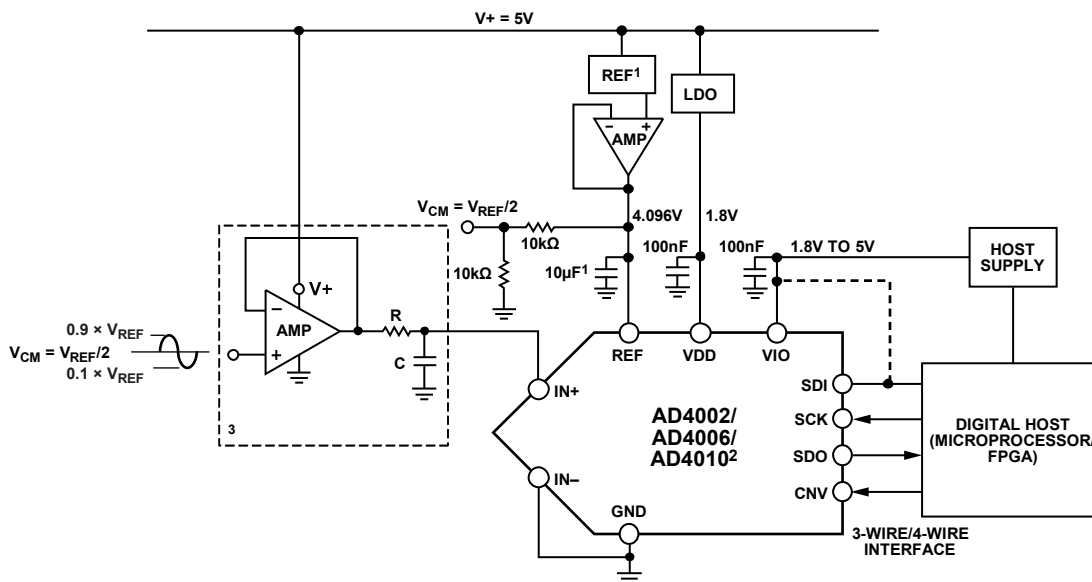 V+ = 5V
REF¹
LDO
AMP
− +
V_CM = V_REF/2
10kΩ
10kΩ
4.096V
1.8V
100nF
100nF
10µF¹
1.8V TO 5V
HOST
SUPPLY
V+
−
AMP
+
R
C
3
0.9 × V_REF
V_CM = V_REF/2
0.1 × V_REF
REF
VDD
VIO
IN+
IN−
GND
AD4002/
AD4006/
AD4010²
SDI
SCK
SDO
CNV
DIGITAL HOST
(MICROPROCESSOR/
FPGA)
3-WIRE/4-WIRE
INTERFACE